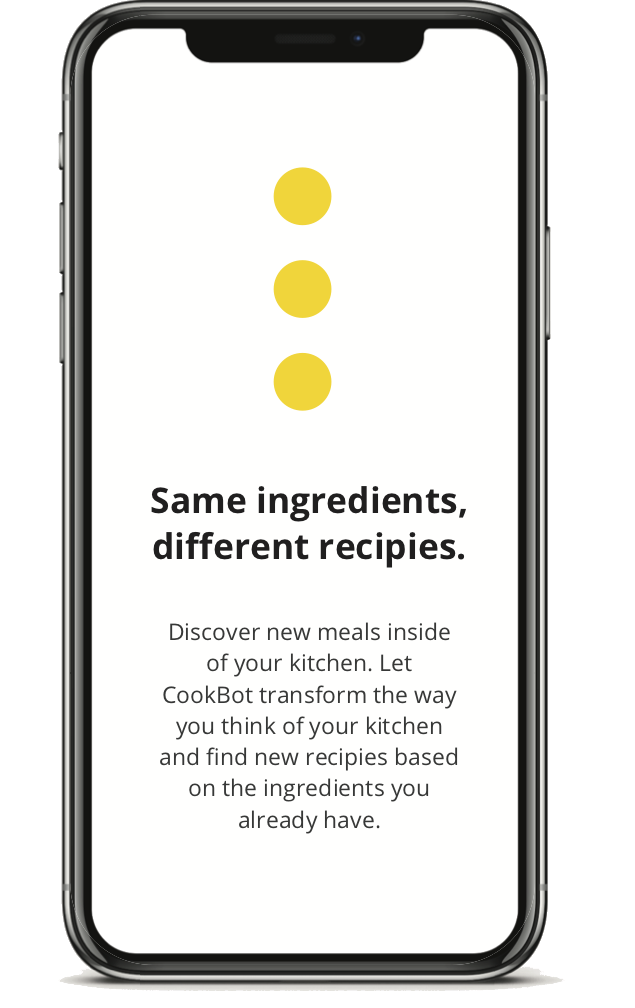 Same ingredients,
different recipies.
Discover new meals inside
of your kitchen. Let
CookBot transform the way
you think of your kitchen
and find new recipies based
on the ingredients you
already have.